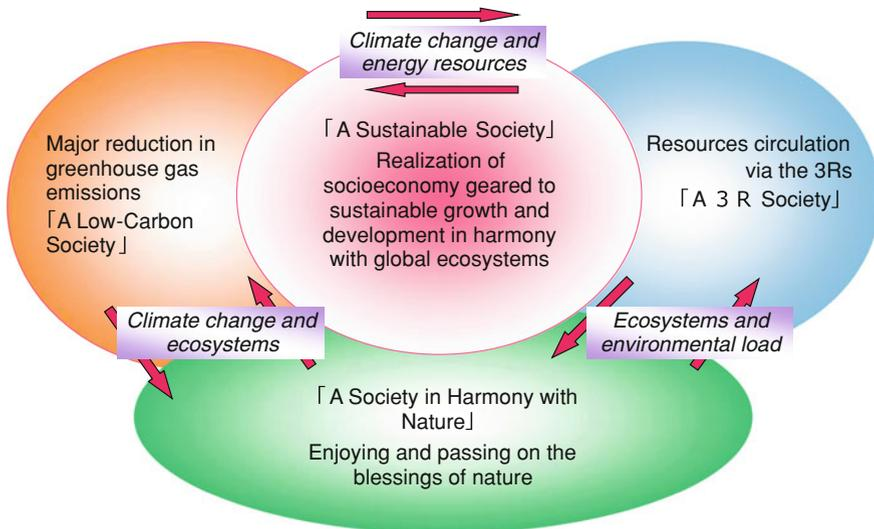 Climate change and
energy resources
Major reduction in
greenhouse gas
emissions
「A Low-Carbon
Society」
「A Sustainable Society」
Realization of
socioeconomy geared to
sustainable growth and
development in harmony
with global ecosystems
Resources circulation
via the 3Rs
「A 3 R Society」
Climate change and
ecosystems
Ecosystems and
environmental load
「A Society in Harmony with
Nature」
Enjoying and passing on the
blessings of nature